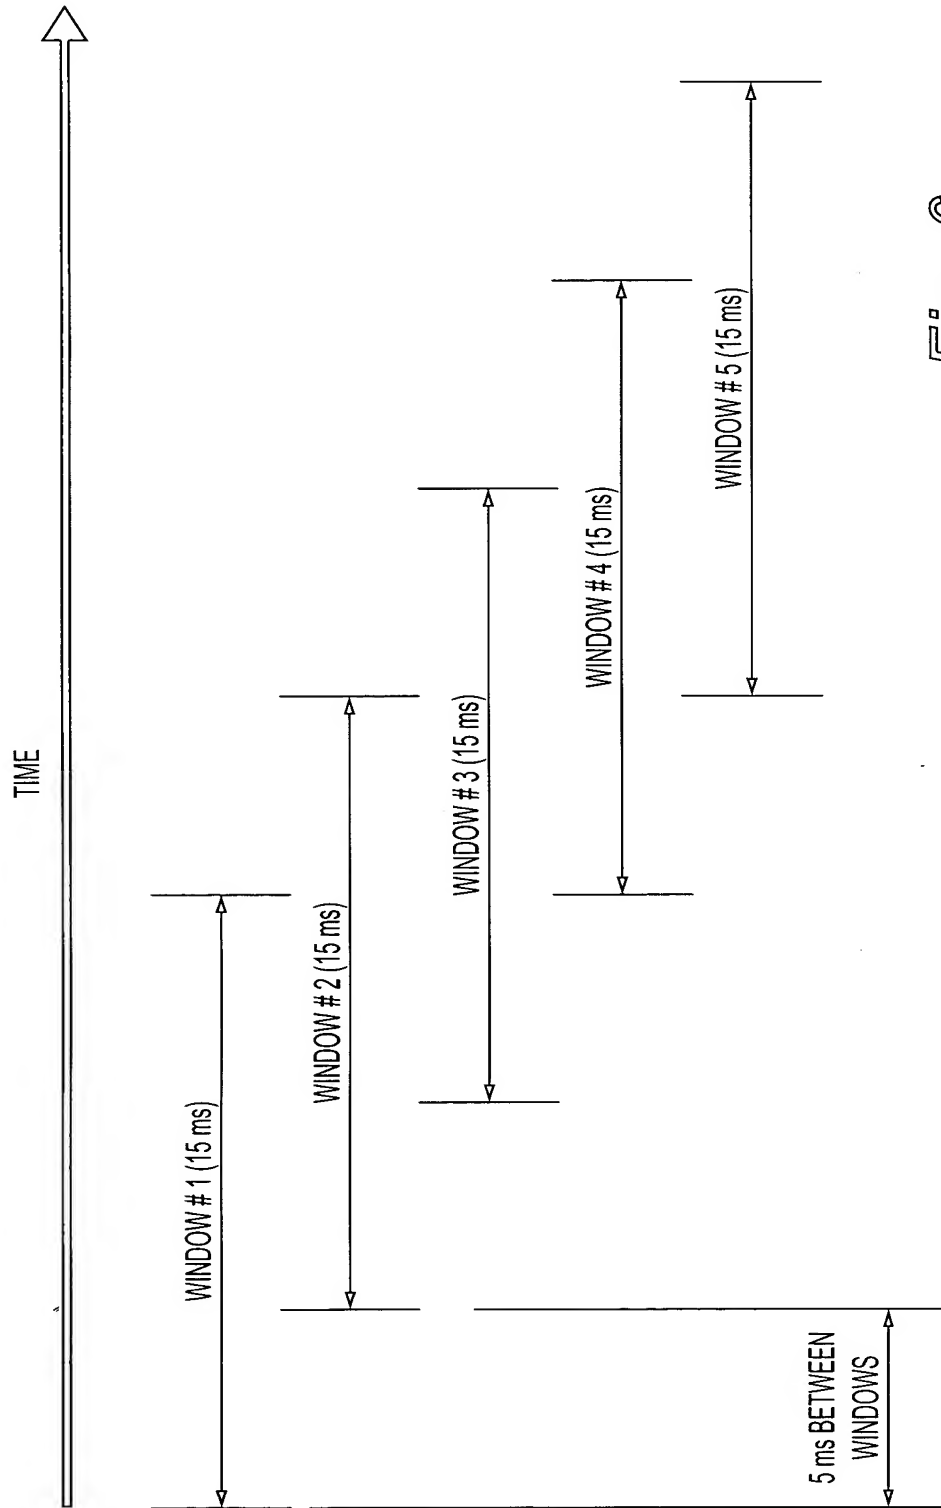 TIME
WINDOW # 1 (15 ms)
WINDOW # 2 (15 ms)
WINDOW # 3 (15 ms)
WINDOW # 4 (15 ms)
WINDOW # 5 (15 ms)
5 ms BETWEEN
WINDOWS